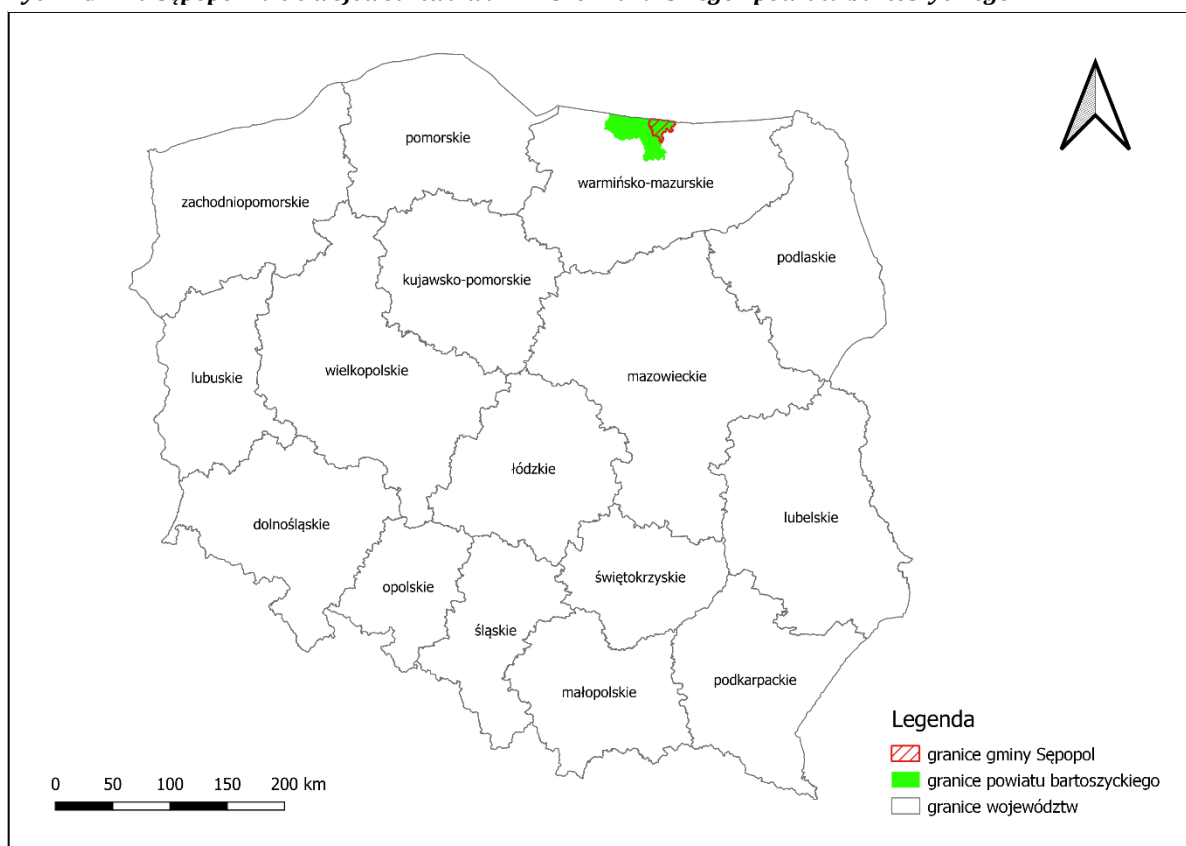 pomorskie
warmińsko-mazurskie
zachodniopomorskie
podlaskie
kujawsko-pomorskie
lubuskie
wielkopolskie
mazowieckie
łódzkie
dolnośląskie
lubelskie
opolskie
świętokrzyskie
śląskie
małopolskie
podkarpackie
Legenda
granice gminy Sępopol
granice powiatu bartoszyckiego
granice województw
0 50 100 150 200 km